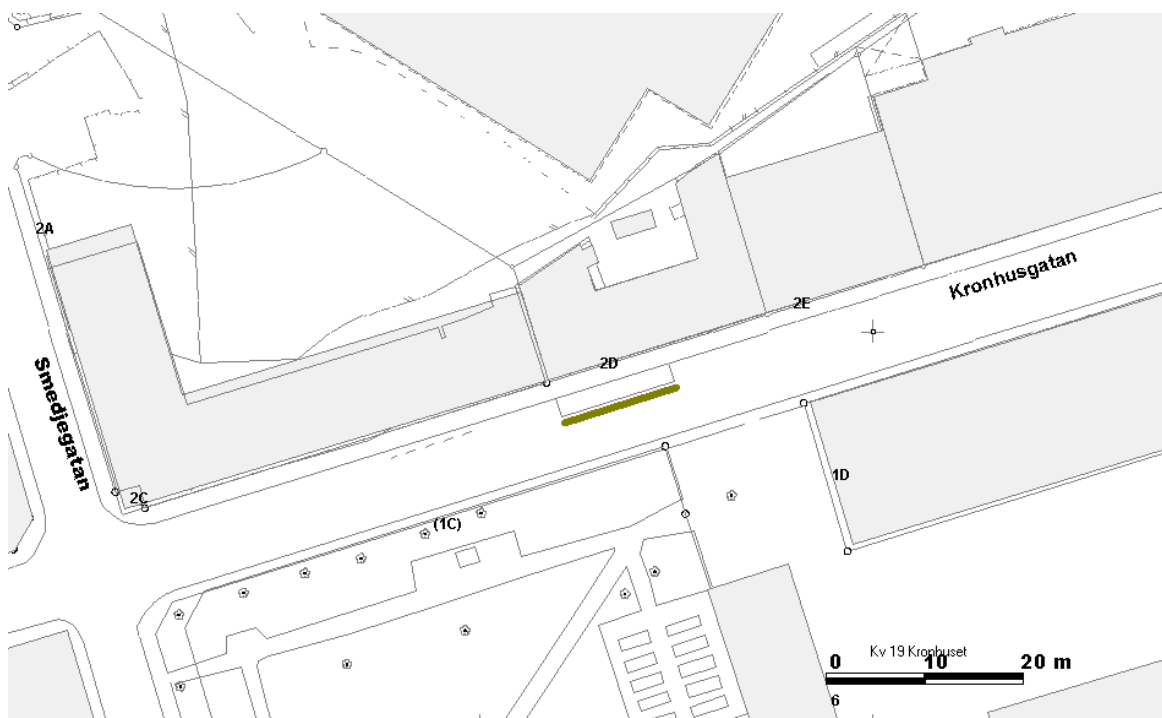 2A
Kronhusgatan
2E
2D
Smedjegatan
1D
2C
(1C)
Kv 19 Kronhuset
0 10 20 m
6